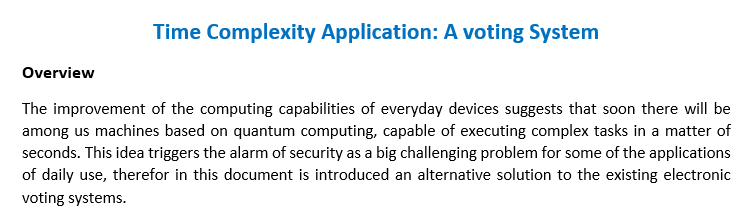 Time Complexity Application: A voting System
Overview
The improvement of the computing capabilities of everyday devices suggests that soon there will be
among us machines based on quantum computing, capable of executing complex tasks in a matter of
seconds. This idea triggers the alarm of security as a big challenging problem for some of the applications
of daily use, therefor in this document is introduced an alternative solution to the existing electronic
voting systems.